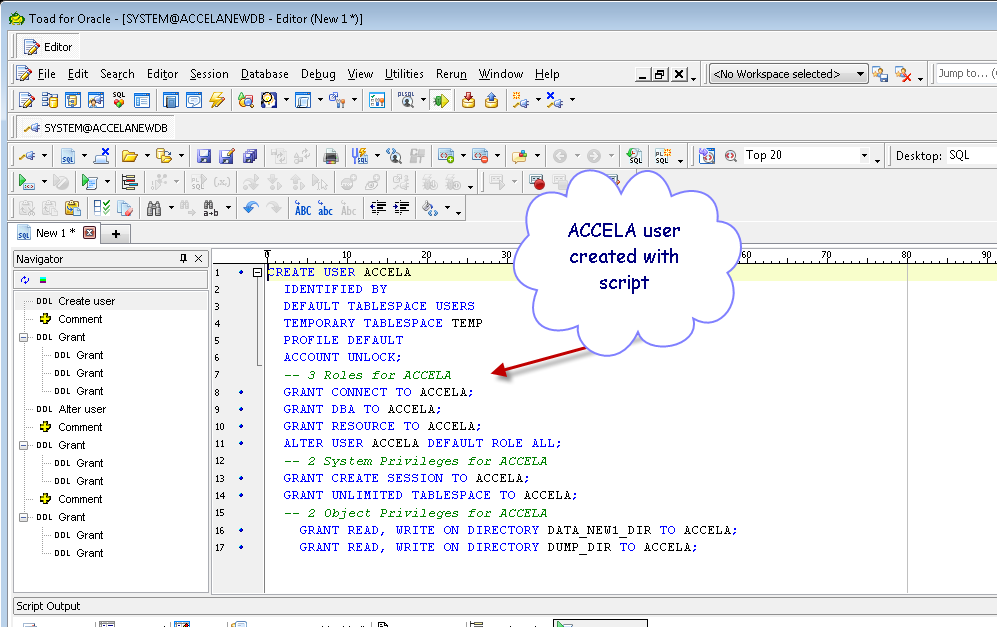 Toad for Oracle - [SYSTEM@ACCELANEWDB - Editor (New 1 *)]
Editor
File Edit Search Editor Session Database Debug View Utilities Rerun Window Help
<No Workspace selected>
Jump to...
SYSTEM@ACCELANEWDB
Top 20
Desktop: SQL
New 1 *
Navigator
0 10 20 30 80 90
DDL Create user
Comment
DDL Grant
DDL Grant
DDL Grant
DDL Grant
DDL Alter user
Comment
DDL Grant
DDL Grant
DDL Grant
Comment
DDL Grant
DDL Grant
DDL Grant
1 CREATE USER ACCELA
2 IDENTIFIED BY
3 DEFAULT TABLESPACE USERS
4 TEMPORARY TABLESPACE TEMP
5 PROFILE DEFAULT
6 ACCOUNT UNLOCK;
7 -- 3 Roles for ACCELA
8 GRANT CONNECT TO ACCELA;
9 GRANT DBA TO ACCELA;
10 GRANT RESOURCE TO ACCELA;
11 ALTER USER ACCELA DEFAULT ROLE ALL;
12 -- 2 System Privileges for ACCELA
13 GRANT CREATE SESSION TO ACCELA;
14 GRANT UNLIMITED TABLESPACE TO ACCELA;
15 -- 2 Object Privileges for ACCELA
16 GRANT READ, WRITE ON DIRECTORY DATA_NEW1_DIR TO ACCELA;
17 GRANT READ, WRITE ON DIRECTORY DUMP_DIR TO ACCELA;
ACCELA user
created with
script
Script Output